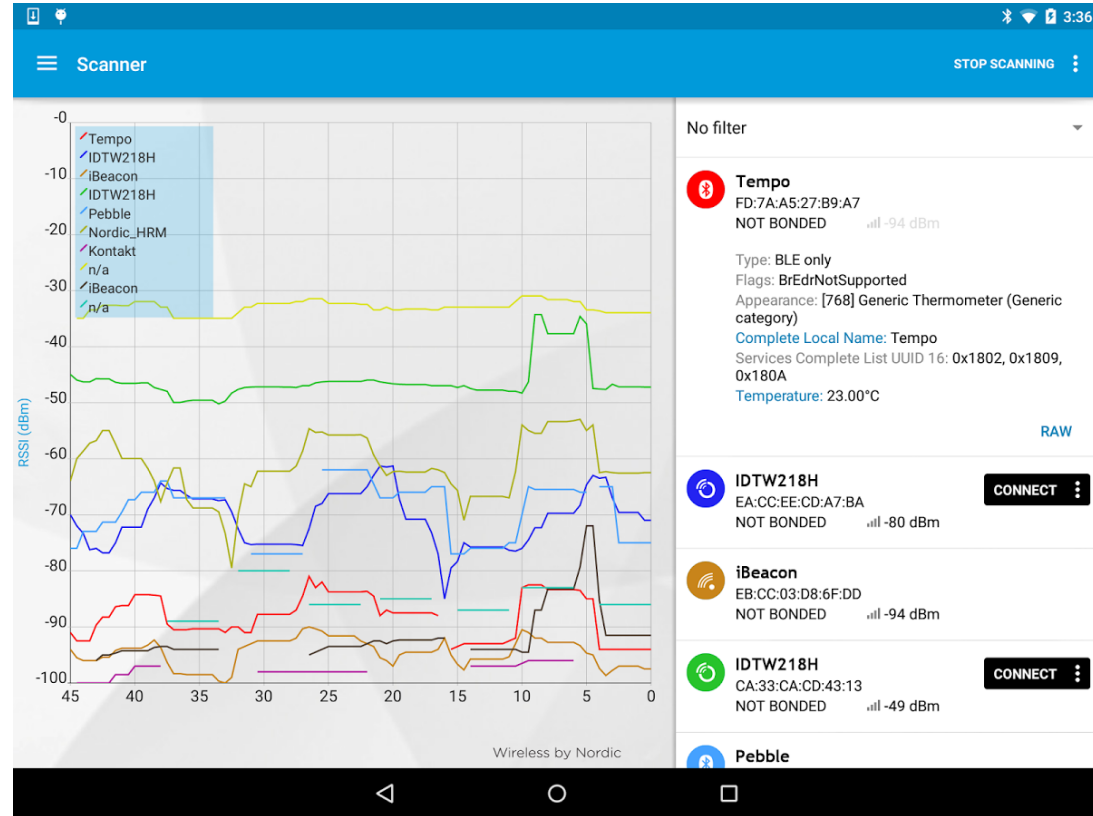 3:36
Scanner
STOP SCANNING
-0
-10
-20
-30
-40
-50
-60
-70
-80
-90
-100
RSSI (dBm)
Tempo
IDTW218H
iBeacon
IDTW218H
Pebble
Nordic_HRM
Kontakt
n/a
iBeacon
n/a
45 40 35 30 25 20 15 10 5 0
Wireless by Nordic
No filter
Tempo
FD:7A:A5:27:B9:A7
NOT BONDED -94 dBm
Type: BLE only
Flags: BrEdrNotSupported
Appearance: [768] Generic Thermometer (Generic
category)
Complete Local Name: Tempo
Services Complete List UUID 16: 0x1802, 0x1809,
0x180A
Temperature: 23.00°C
RAW
IDTW218H
EA:CC:EE:CD:A7:BA
NOT BONDED -80 dBm
CONNECT
iBeacon
EB:CC:03:D8:6F:DD
NOT BONDED -94 dBm
IDTW218H
CA:33:CA:CD:43:13
NOT BONDED -49 dBm
CONNECT
Pebble